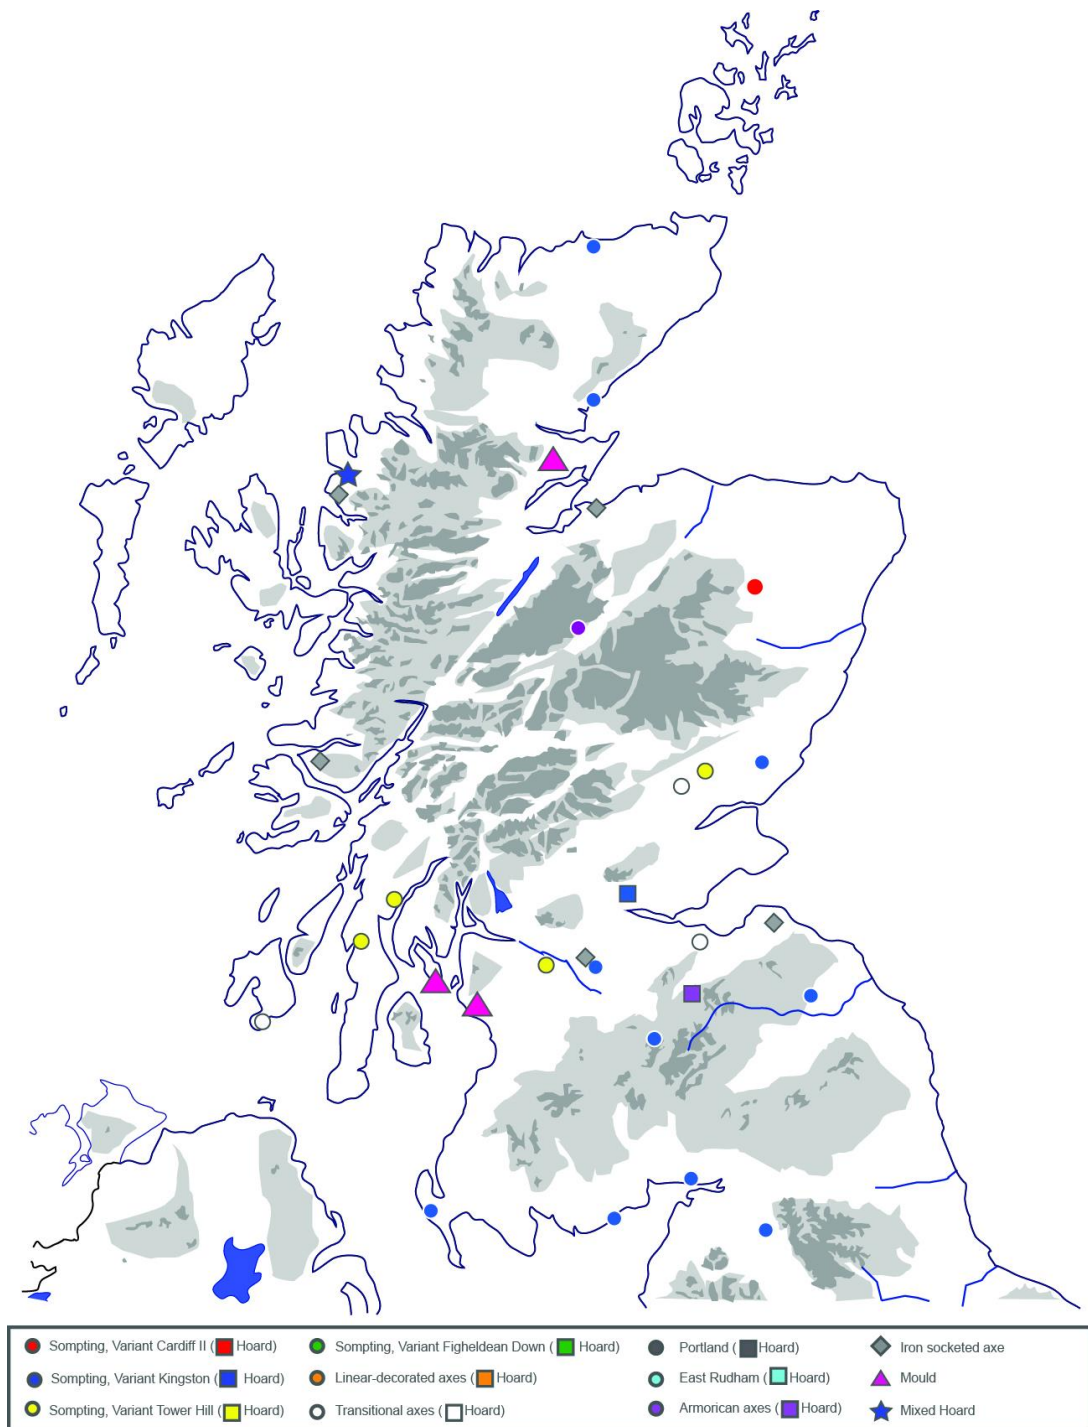 Sompting, Variant Cardiff II ( Hoard) Sompting, Variant Figheldean Down ( Hoard) Portland ( Hoard) Iron socketed axe
Sompting, Variant Kingston ( Hoard) Linear-decorated axes ( Hoard) East Rudham ( Hoard) Mould
Sompting, Variant Tower Hill ( Hoard) Transitional axes ( Hoard) Armorican axes ( Hoard) Mixed Hoard